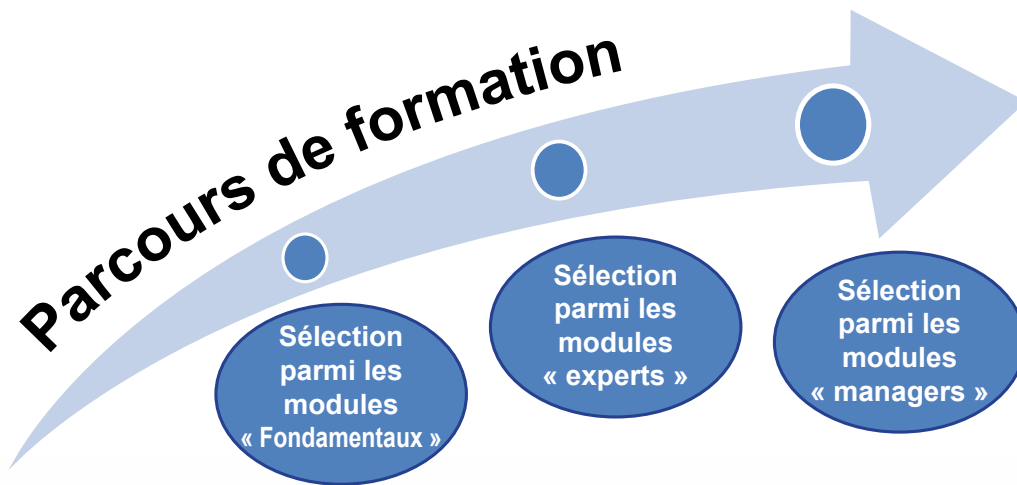 Parcours de formation
Sélection
parmi les
modules
« Fondamentaux »
Sélection
parmi les
modules
« experts »
Sélection
parmi les
modules
« managers »